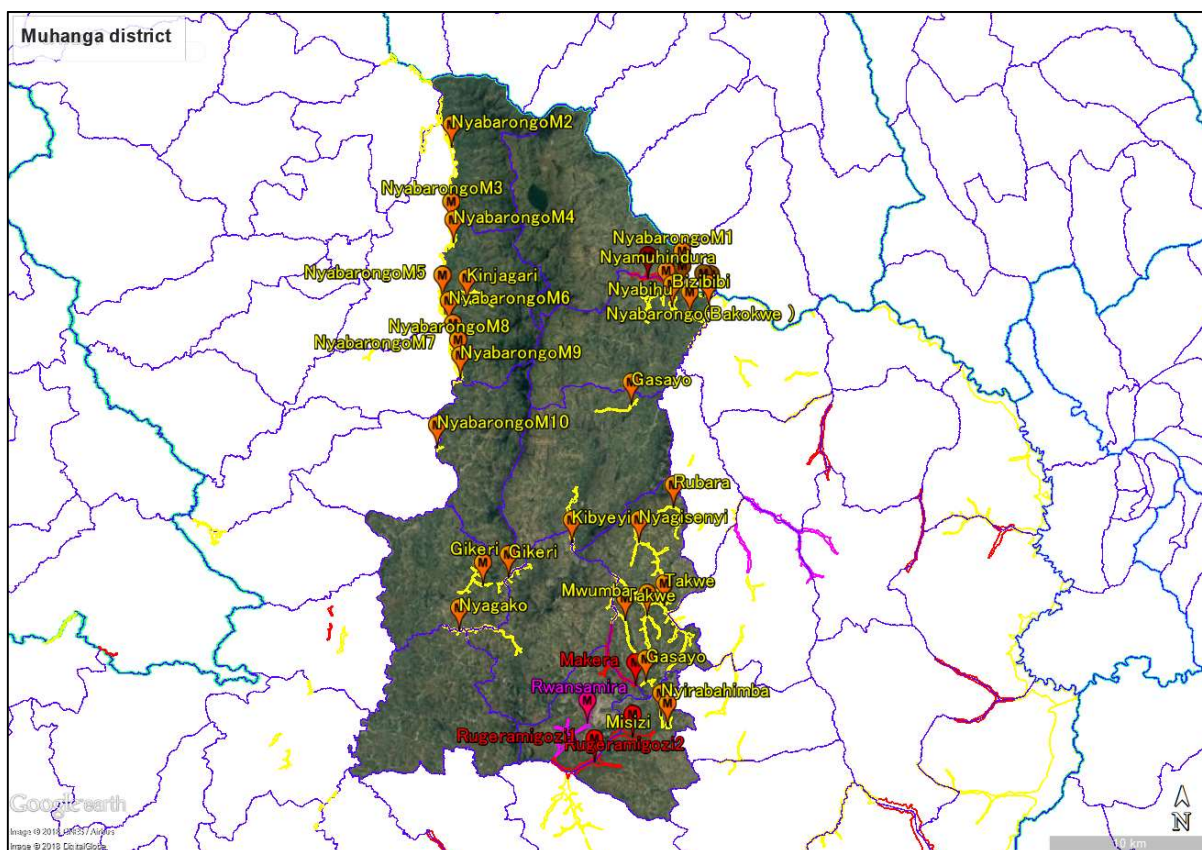 Muhanga district
NyabarongoM2
NyabarongoM3
NyabarongoM4
NyabarongoM1
Nyamuhindura
NyabarongoM5
Kinjagari
Nyabihu
Bizibibi
NyabarongoM6
Nyabarongo(Bakokwe )
NyabarongoM8
NyabarongoM7
NyabarongoM9
Gasayo
NyabarongoM10
Rubara
Kibyeyi
Nyagisenyi
Gikeri
Gikeri
Takwe
Mwumba
Takwe
Nyagako
Gasayo
Makera
Rwansamira
Nyirabahimba
Misizi
Rugeramigozi1
Rugeramigozi2
Google earth
Image © 2018 DigitalGlobe
N
10 km